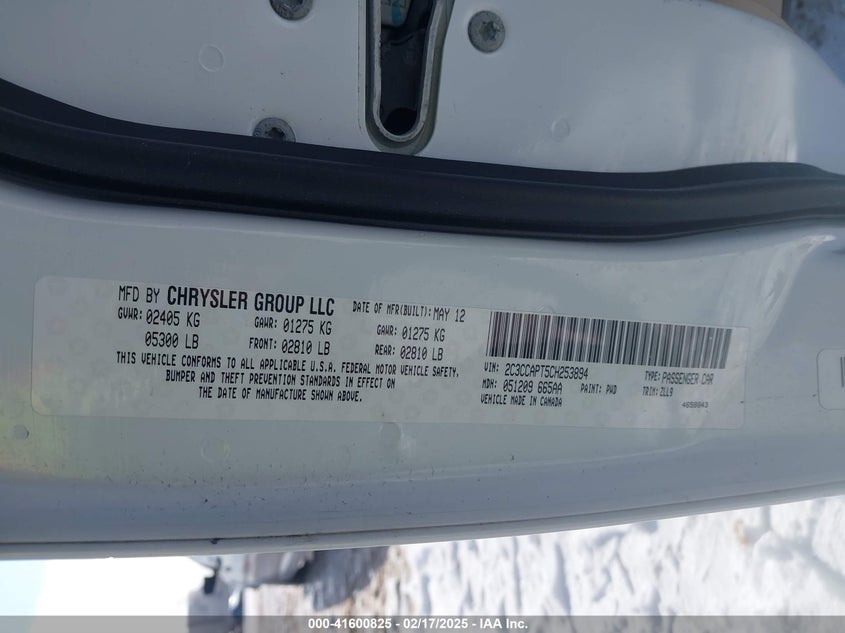 MFD BY CHRYSLER GROUP LLC DATE OF MFR(BUILT): MAY 12
GVWR: 02405 KG GAWR: 01275 KG GAWR: 01275 KG
05300 LB FRONT: 02810 LB REAR: 02810 LB
THIS VEHICLE CONFORMS TO ALL APPLICABLE U.S.A. FEDERAL MOTOR VEHICLE SAFETY,
BUMPER AND THEFT PREVENTION STANDARDS IN EFFECT ON
THE DATE OF MANUFACTURE SHOWN ABOVE.
VIN: 2C3CCAPT5CH253894 TYPE: PASSENGER CAR
MDH: 051209 665AA PAINT: PWD TRIM: ZLL9
VEHICLE MADE IN CANADA 4658043
000-41600825 - 02/17/2025 - IAA Inc.